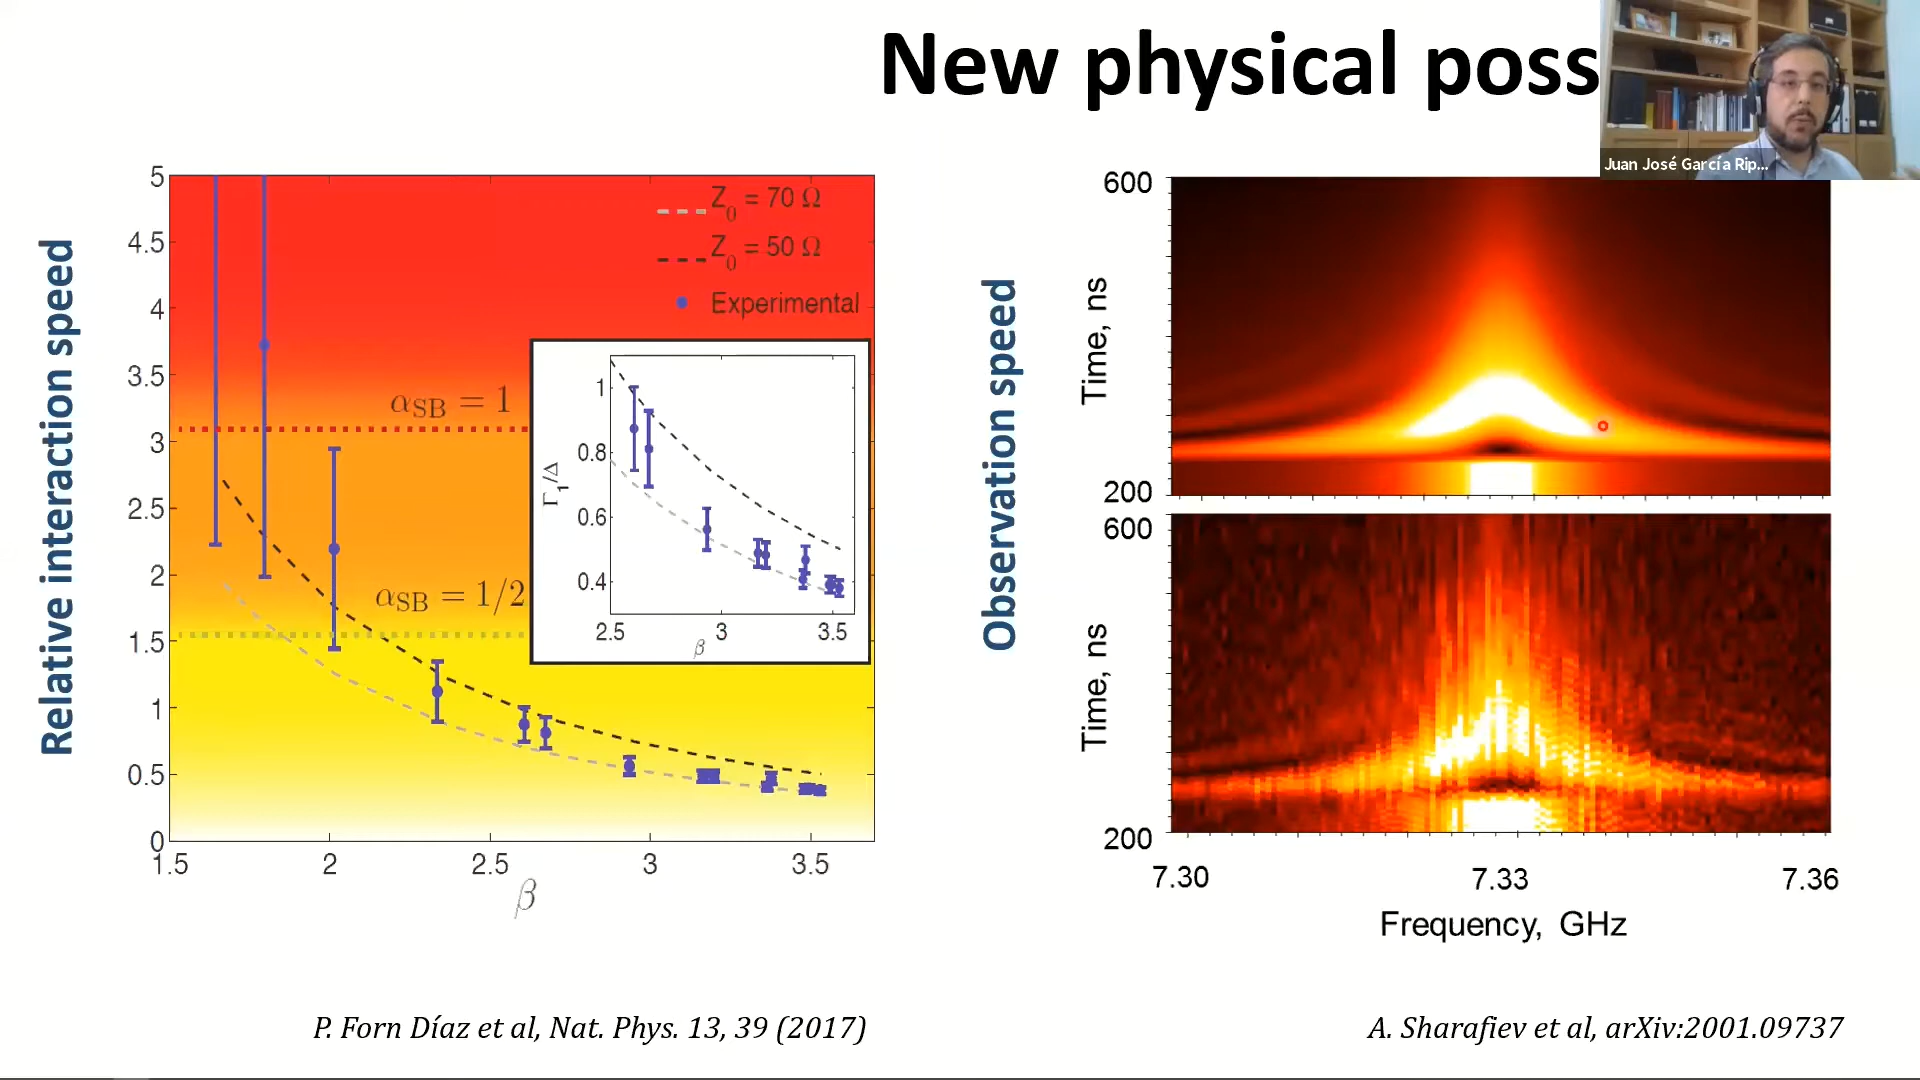 New physical poss
Juan José García Rip...
Relative interaction speed
5
4.5
4
3.5
3
2.5
2
1.5
1
0.5
0
1.5
2
2.5
3
3.5
β
Z₀ = 70 Ω
Z₀ = 50 Ω
Experimental
α_SB = 1
α_SB = 1/2
Γ₁/Δ
1
0.8
0.6
0.4
2.5
3
3.5
β
Observation speed
Time, ns
600
200
Time, ns
600
200
7.30
7.33
7.36
Frequency, GHz
P. Forn Díaz et al, Nat. Phys. 13, 39 (2017)
A. Sharafiev et al, arXiv:2001.09737